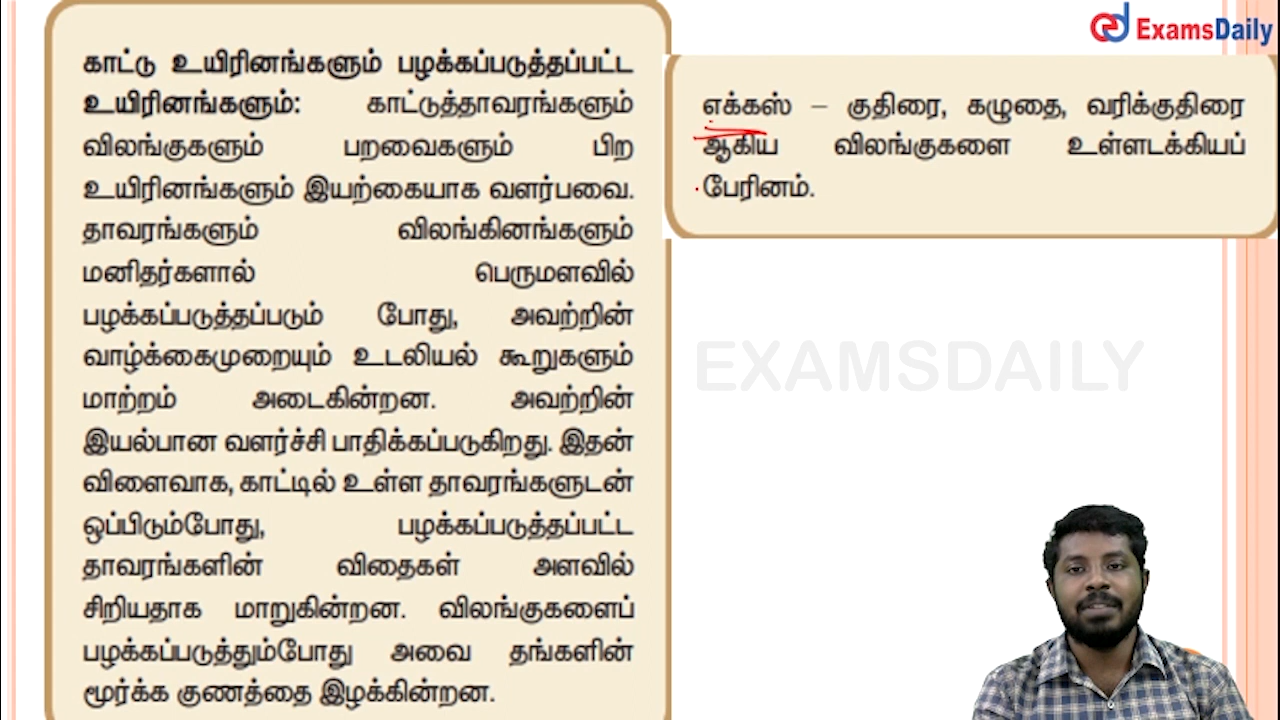 காட்டு உயிரினங்களும் பழக்கப்படுத்தப்பட்ட
உயிரினங்களும்: காட்டுத்தாவரங்களும்
விலங்குகளும் பறவைகளும் பிற
உயிரினங்களும் இயற்கையாக வளர்பவை.
தாவரங்களும் விலங்கினங்களும்
மனிதர்களால் பெருமளவில்
பழக்கப்படுத்தப்படும் போது, அவற்றின்
வாழ்க்கைமுறையும் உடலியல் கூறுகளும்
மாற்றம் அடைகின்றன. அவற்றின்
இயல்பான வளர்ச்சி பாதிக்கப்படுகிறது. இதன்
விளைவாக, காட்டில் உள்ள தாவரங்களுடன்
ஒப்பிடும்போது, பழக்கப்படுத்தப்பட்ட
தாவரங்களின் விதைகள் அளவில்
சிறியதாக மாறுகின்றன. விலங்குகளைப்
பழக்கப்படுத்தும்போது அவை தங்களின்
மூர்க்க குணத்தை இழக்கின்றன.
ExamsDaily
எக்கஸ் – குதிரை, கழுதை, வரிக்குதிரை
ஆகிய விலங்குகளை உள்ளடக்கியப்
பேரினம்.
EXAMSDAILY